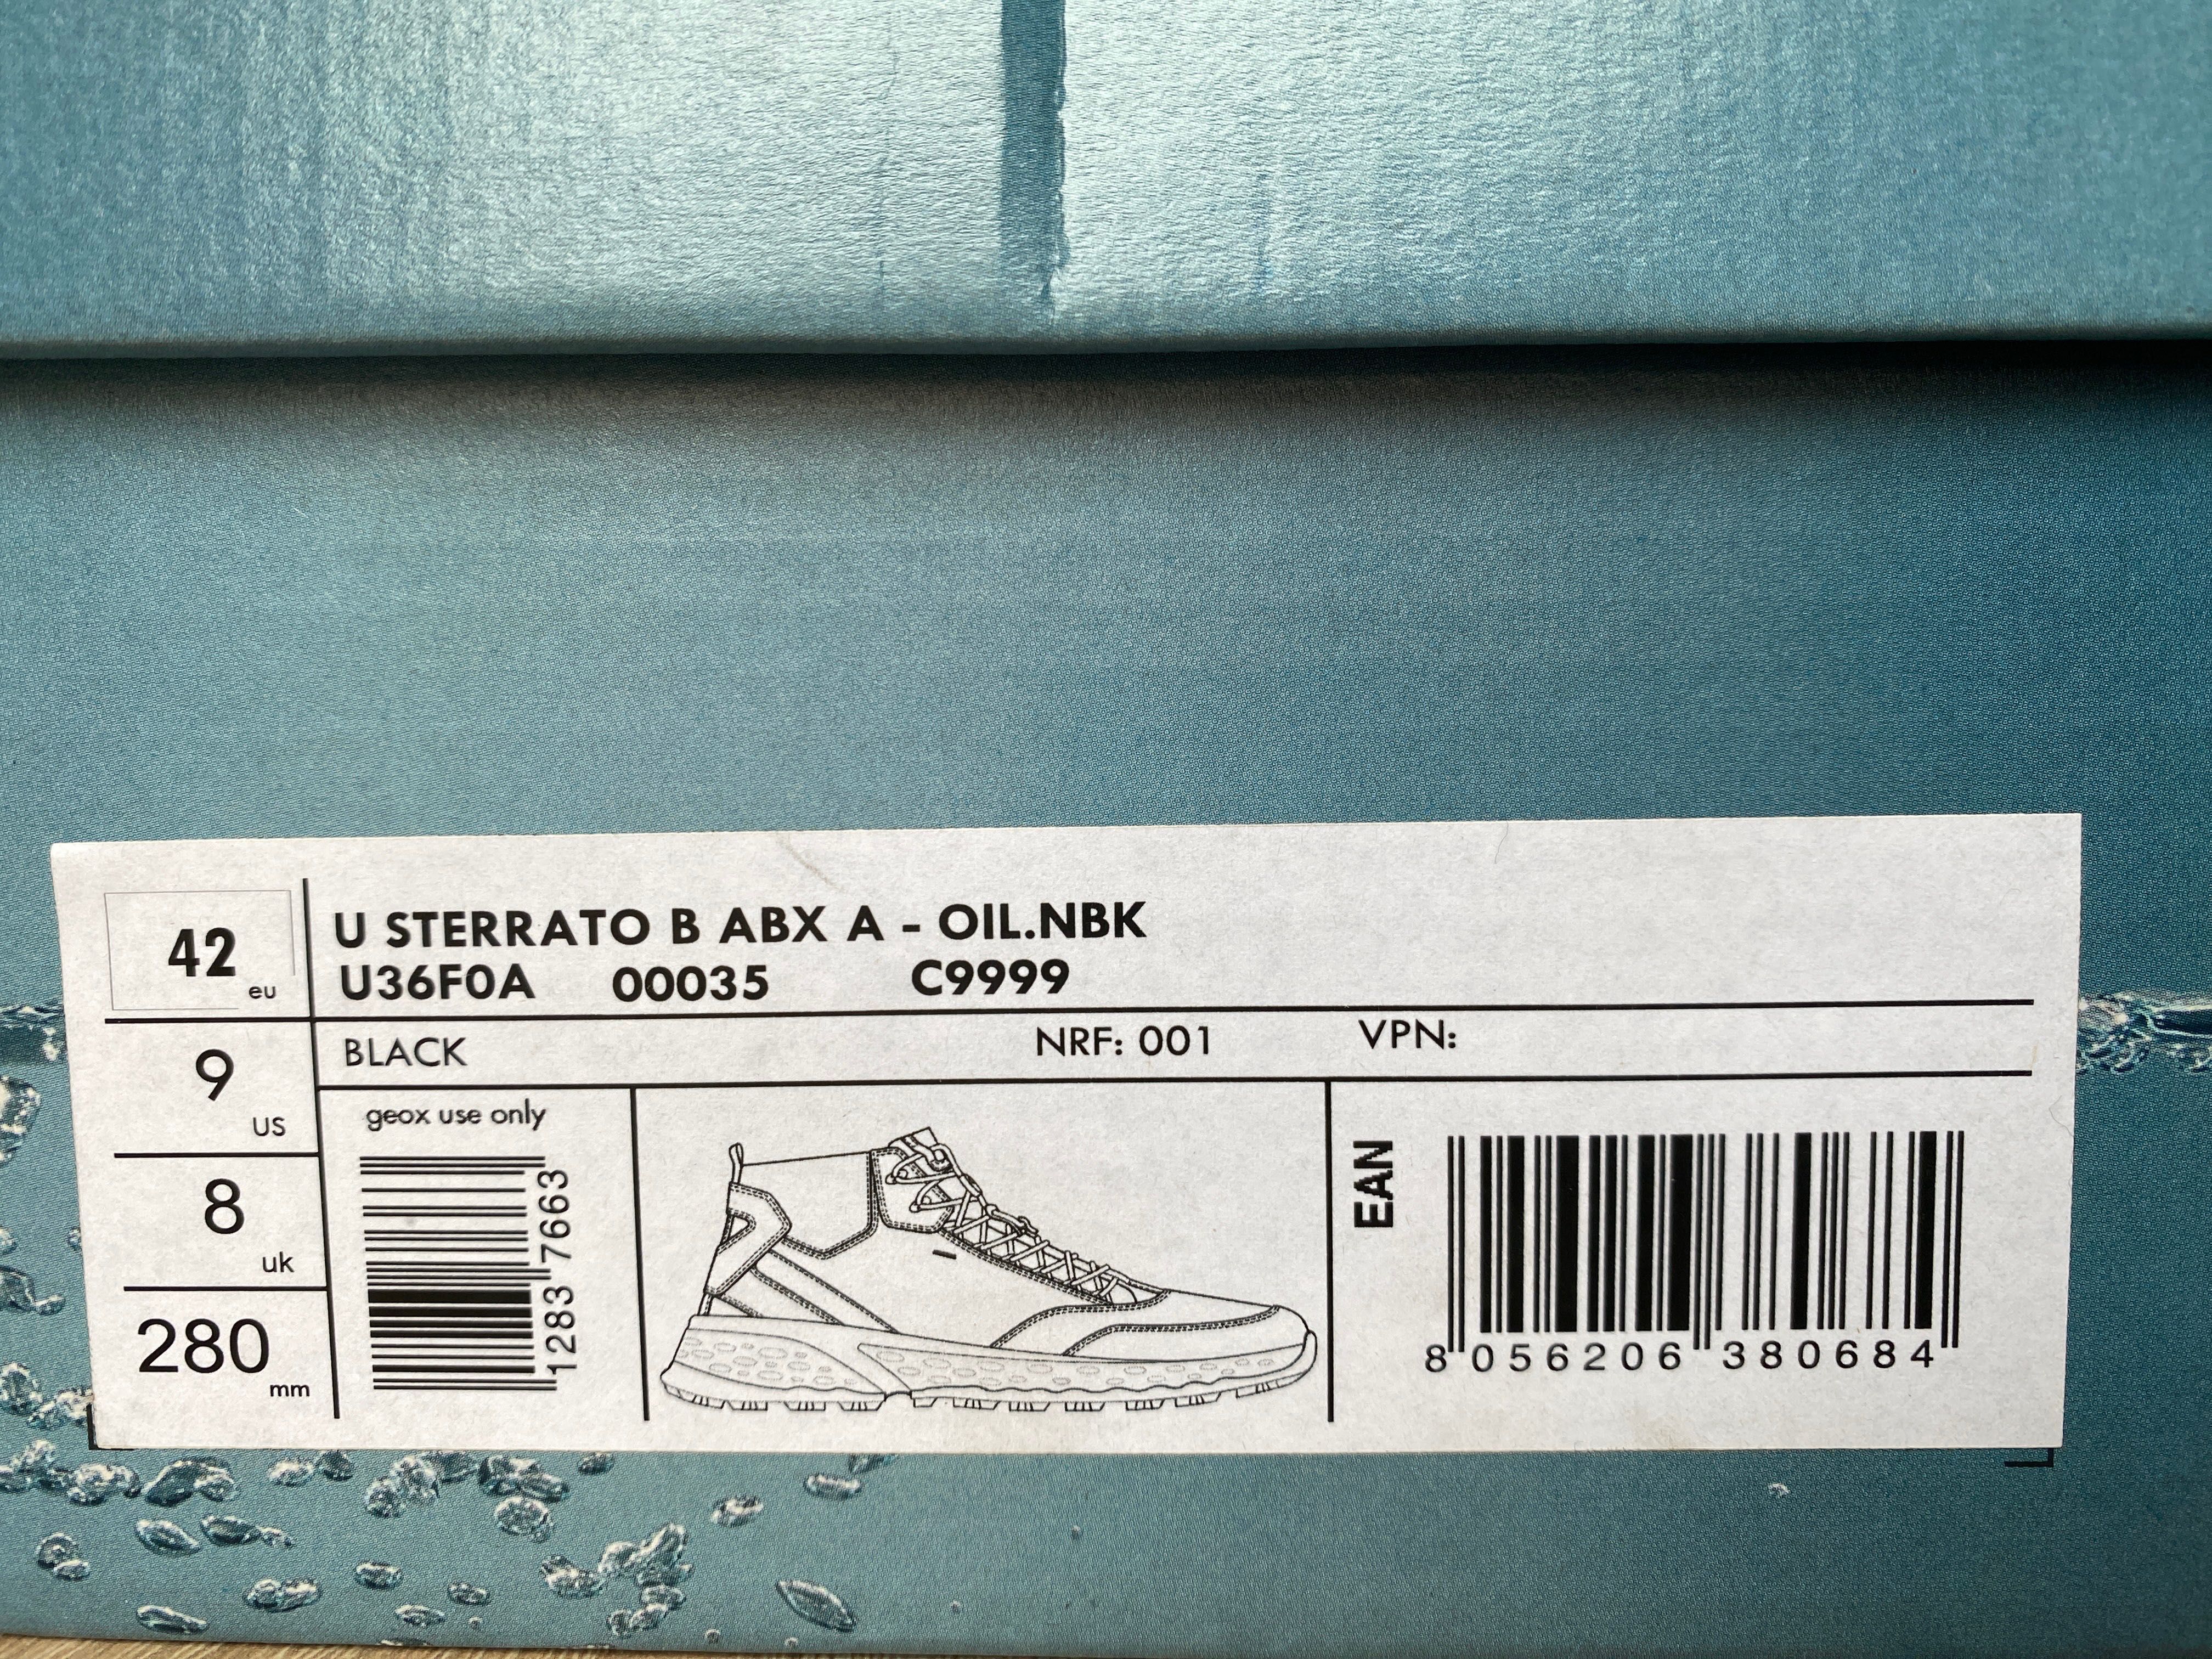 42 eu
U STERRATO B ABX A - OIL.NBK
U36F0A 00035 C9999
9 US
BLACK NRF: 001 VPN:
8 uk
280 mm
geox use only
1283 7663
EAN
8 056206 380684